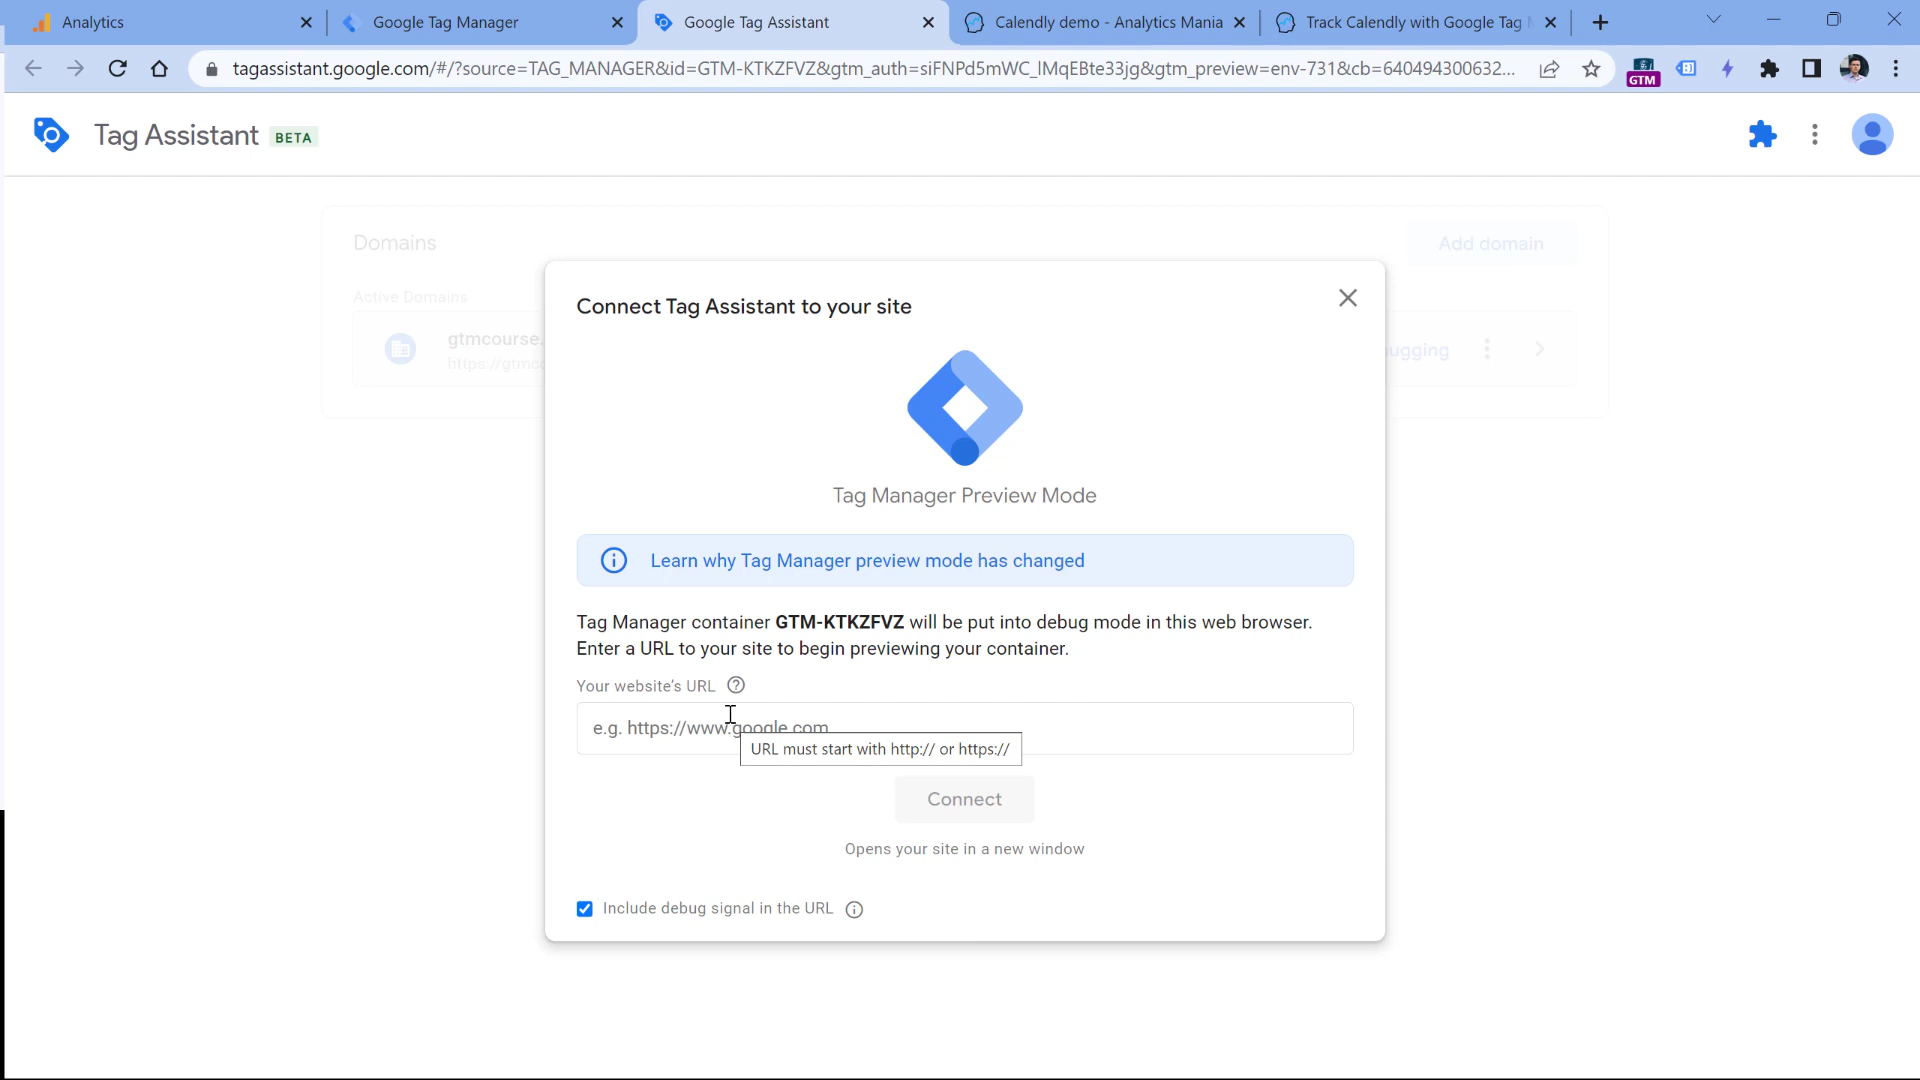 Analytics
Google Tag Manager
Google Tag Assistant
Calendly demo - Analytics Mania
Track Calendly with Google Tag
tagassistant.google.com/#/?source=TAG_MANAGER&id=GTM-KTKZFVZ&gtm_auth=siFNPd5mWC_lMqEBte33jg&gtm_preview=env-731&cb=640494300632...
GTM
Tag Assistant BETA
Domains
Add domain
Active Domains
gtmcourse.
https://gtmco
ugging
Connect Tag Assistant to your site
Tag Manager Preview Mode
Learn why Tag Manager preview mode has changed
Tag Manager container GTM-KTKZFVZ will be put into debug mode in this web browser.
Enter a URL to your site to begin previewing your container.
Your website's URL
e.g. https://www.google.com
URL must start with http:// or https://
Connect
Opens your site in a new window
Include debug signal in the URL